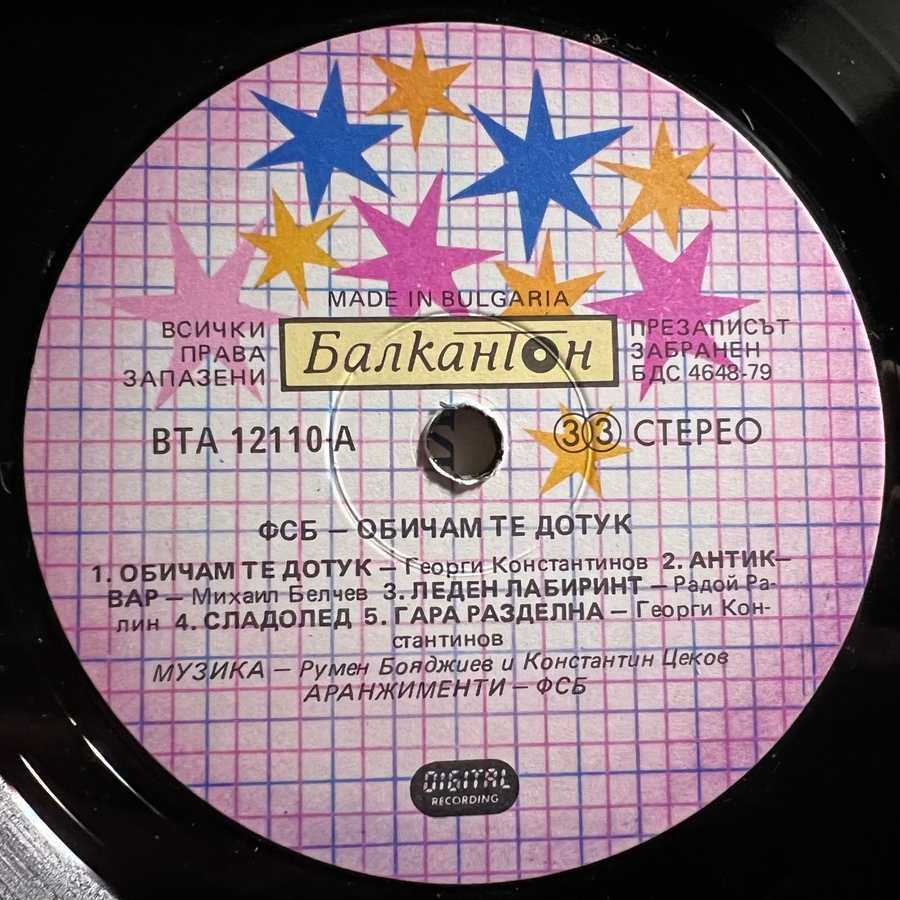 MADE IN BULGARIA
ВСИЧКИ
ПРАВА
ЗАПАЗЕНИ
Балкантон
ПРЕЗАПИСЪТ
ЗАБРАНЕН
БДС 4648-79
ВТА 12110-А
33 СТЕРЕО
ФСБ — ОБИЧАМ ТЕ ДОТУК
1. ОБИЧАМ ТЕ ДОТУК — Георги Константинов 2. АНТИК—
ВАР — Михаил Белчев 3. ЛЕДЕН ЛАБИРИНТ — Радой Ра-
лин 4. СЛАДОЛЕД 5. ГАРА РАЗДЕЛНА — Георги Кон-
стантинов
МУЗИКА — Румен Бояджиев и Константин Цеков
АРАНЖИМЕНТИ — ФСБ
DIGITAL
RECORDING